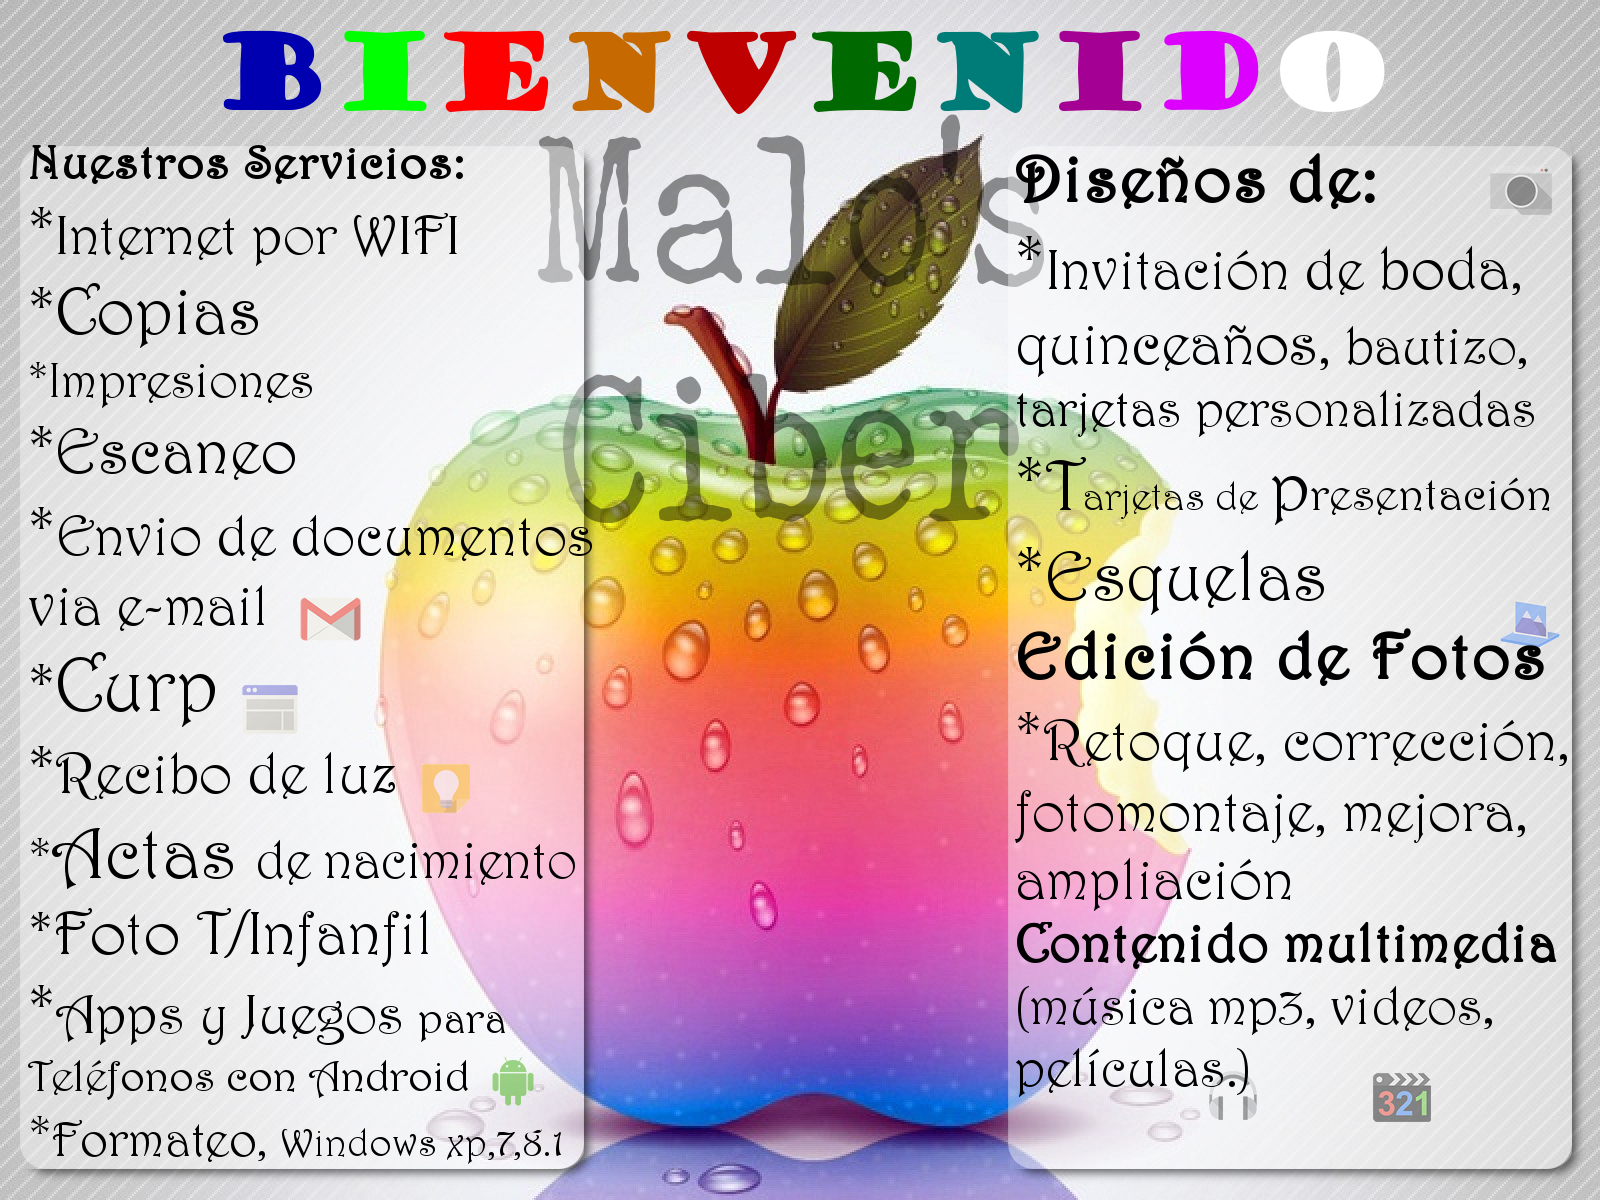 BIENVENIDO
Malo's
Ciber
Nuestros Servicios:
*Internet por WIFI
*Copias
*Impresiones
*Escaneo
*Envio de documentos
via e-mail
*Curp
*Recibo de luz
*Actas de nacimiento
*Foto T/Infanfil
*Apps y Juegos para
Teléfonos con Android
*Formateo, Windows xp,7,8.1
Diseños de:
*Invitación de boda,
quinceaños, bautizo,
tarjetas personalizadas
*Tarjetas de Presentación
*Esquelas
Edición de Fotos
*Retoque, corrección,
fotomontaje, mejora,
ampliación
Contenido multimedia
(música mp3, videos,
películas.)
321